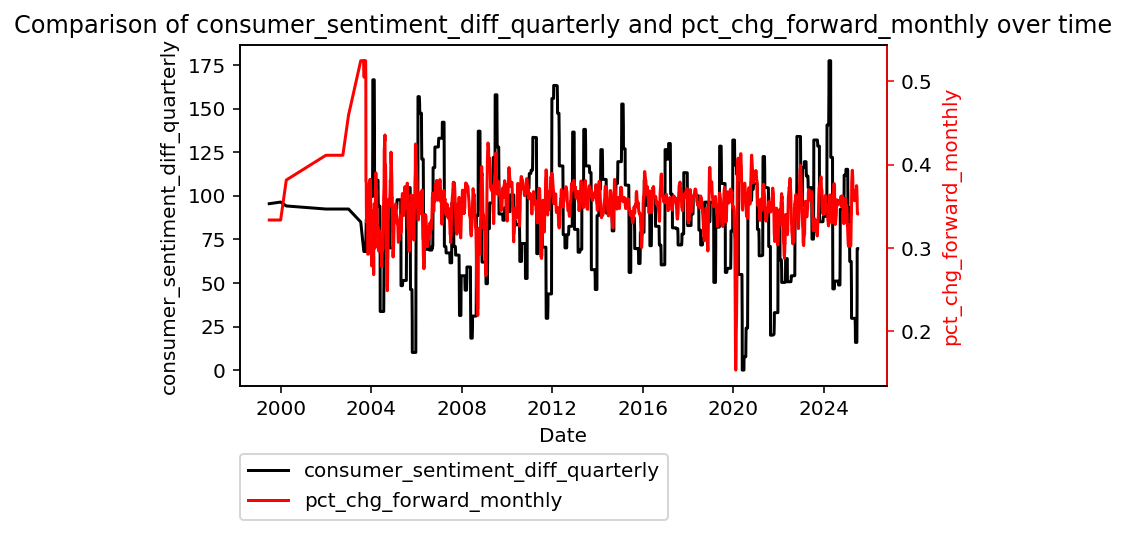 Comparison of consumer_sentiment_diff_quarterly and pct_chg_forward_monthly over time
consumer_sentiment_diff_quarterly
175
150
125
100
75
50
25
0
0.5
0.4
0.3
0.2
pct_chg_forward_monthly
2000 2004 2008 2012 2016 2020 2024
Date
consumer_sentiment_diff_quarterly
pct_chg_forward_monthly